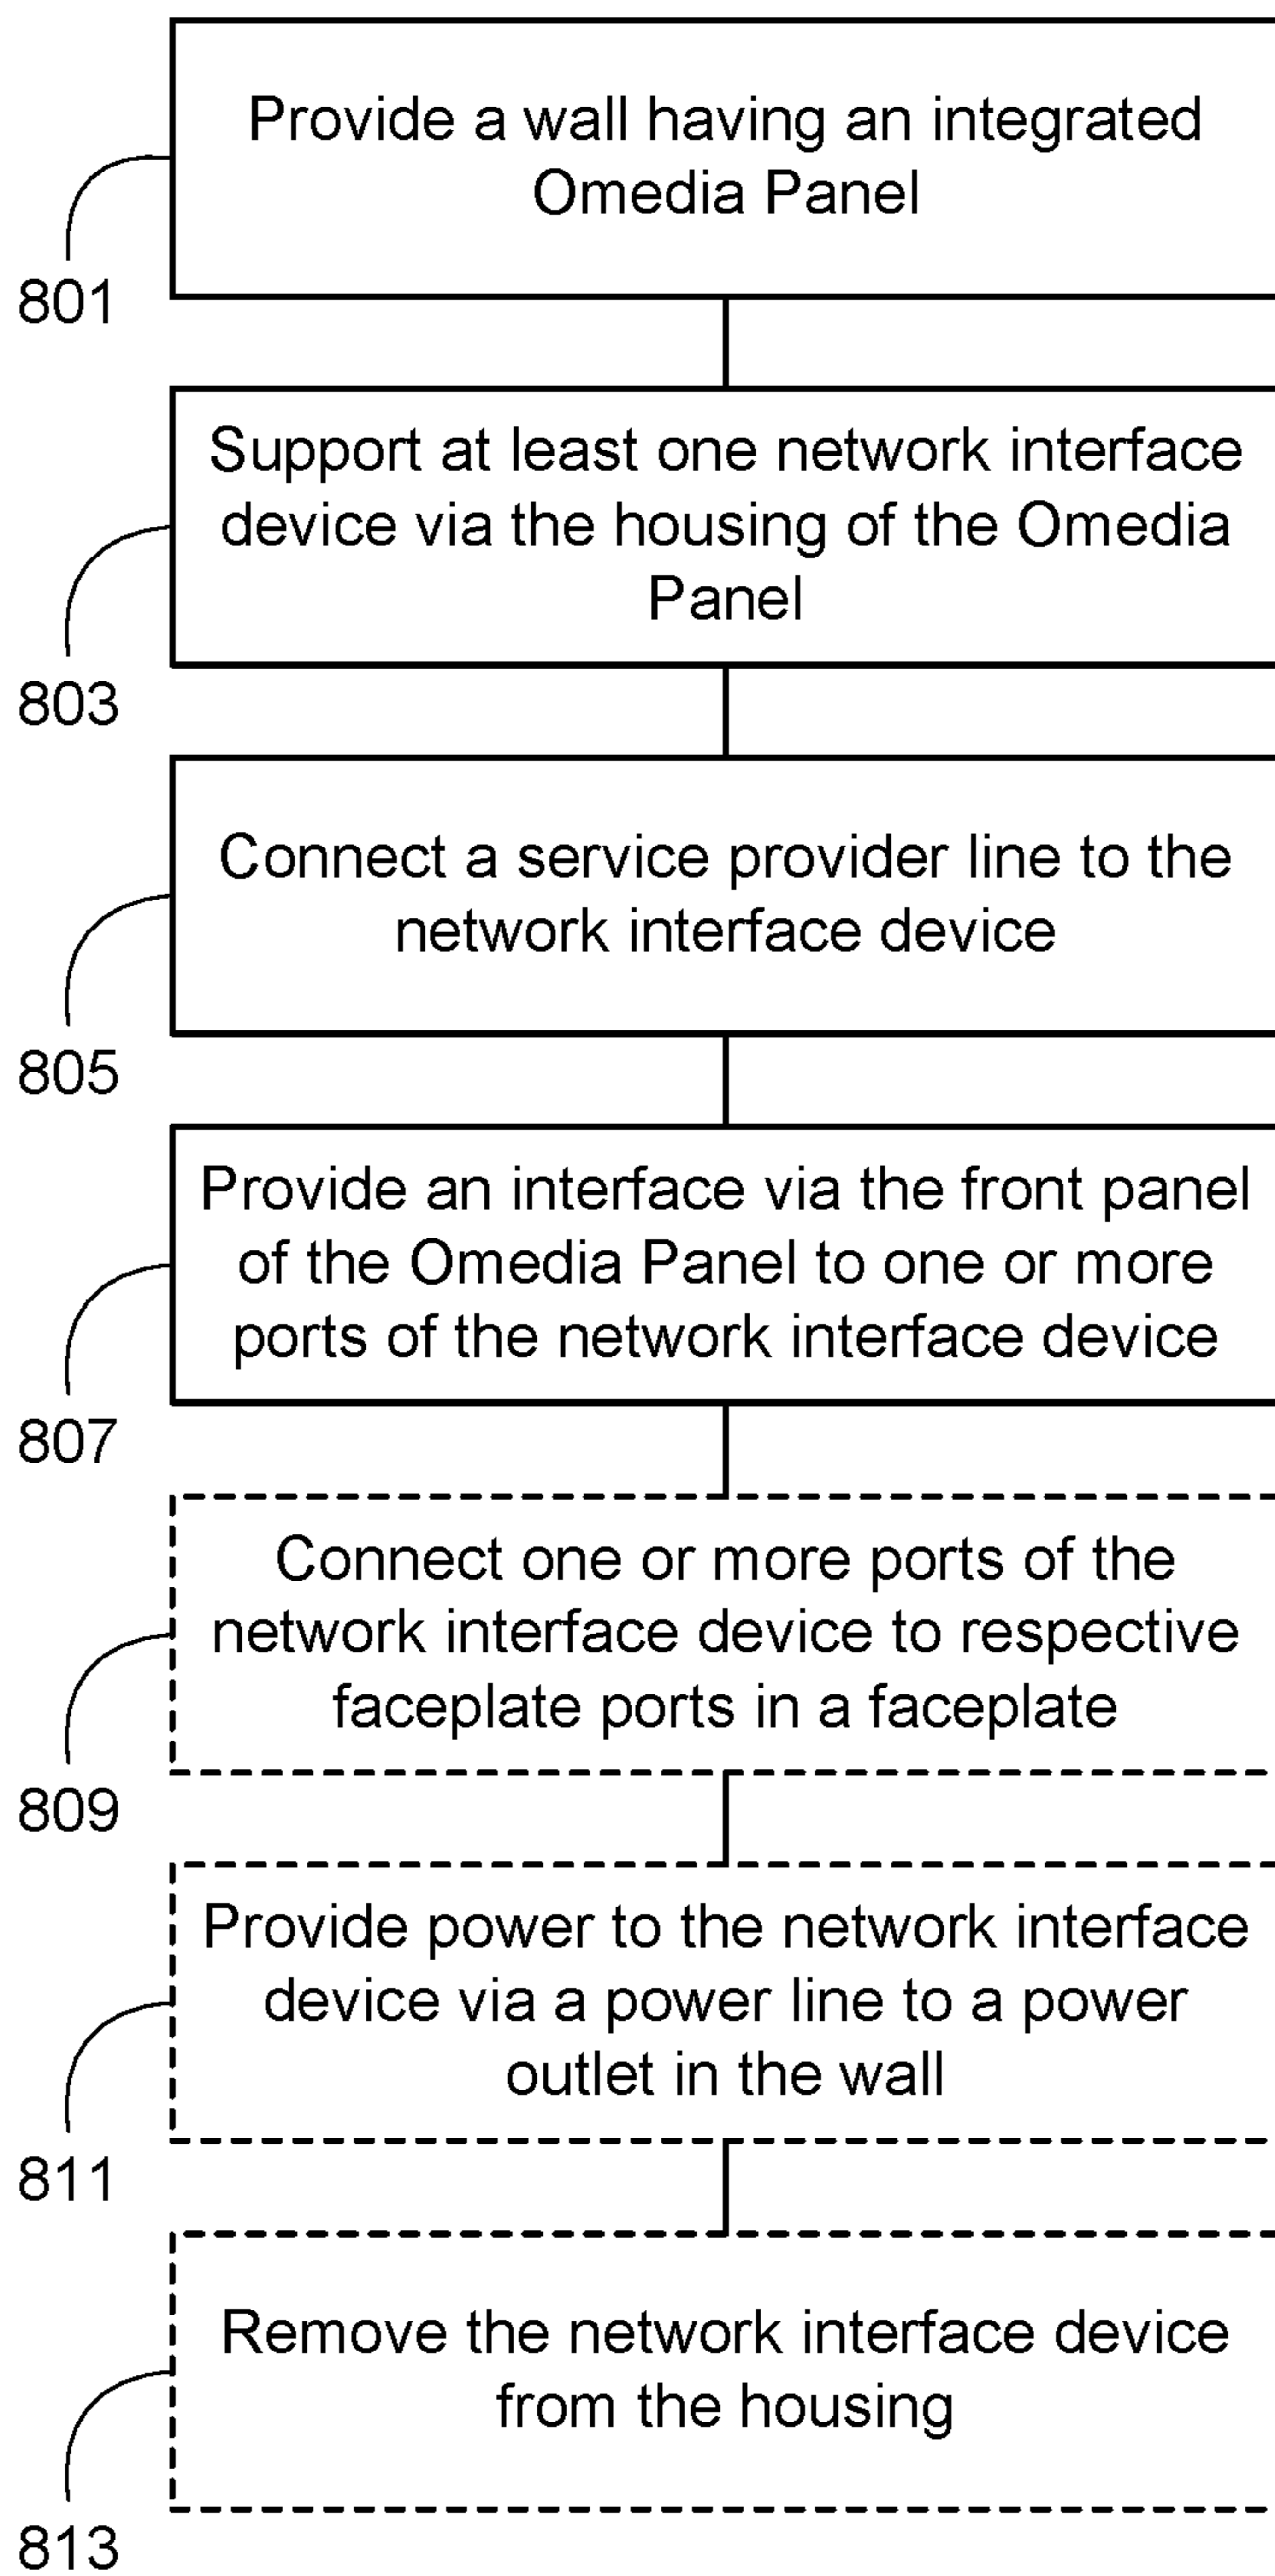 Provide a wall having an integrated
Omedia Panel
801
Support at least one network interface
device via the housing of the Omedia
Panel
803
Connect a service provider line to the
network interface device
805
Provide an interface via the front panel
of the Omedia Panel to one or more
ports of the network interface device
807
Connect one or more ports of the
network interface device to respective
faceplate ports in a faceplate
809
Provide power to the network interface
device via a power line to a power
outlet in the wall
811
Remove the network interface device
from the housing
813